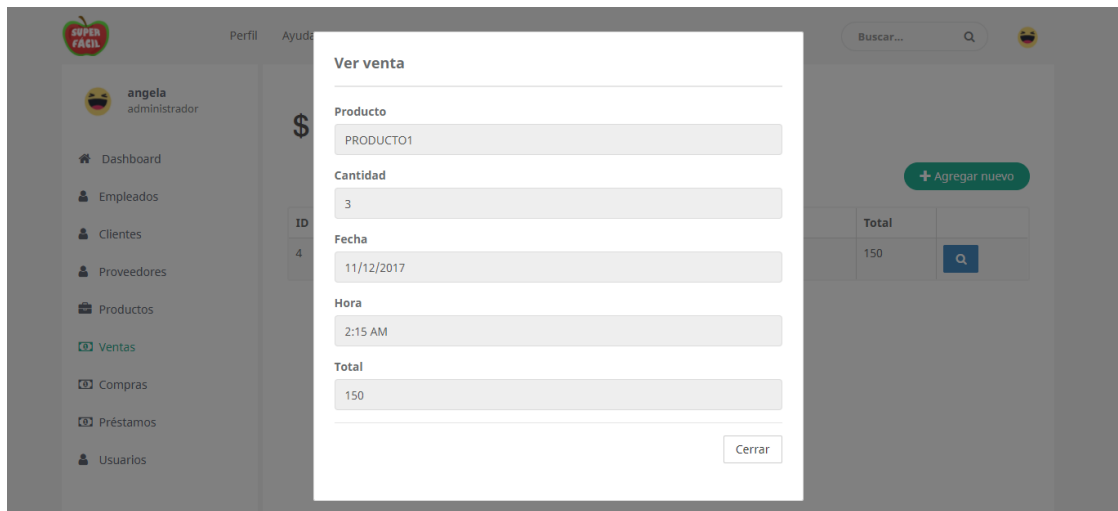 SUPER
FÁCIL
Perfil Ayuda
Buscar...
angela
administrador
Dashboard
Empleados
Clientes
Proveedores
Productos
Ventas
Compras
Préstamos
Usuarios
$
Agregar nuevo
ID Total
4 150
Ver venta
Producto
PRODUCTO1
Cantidad
3
Fecha
11/12/2017
Hora
2:15 AM
Total
150
Cerrar